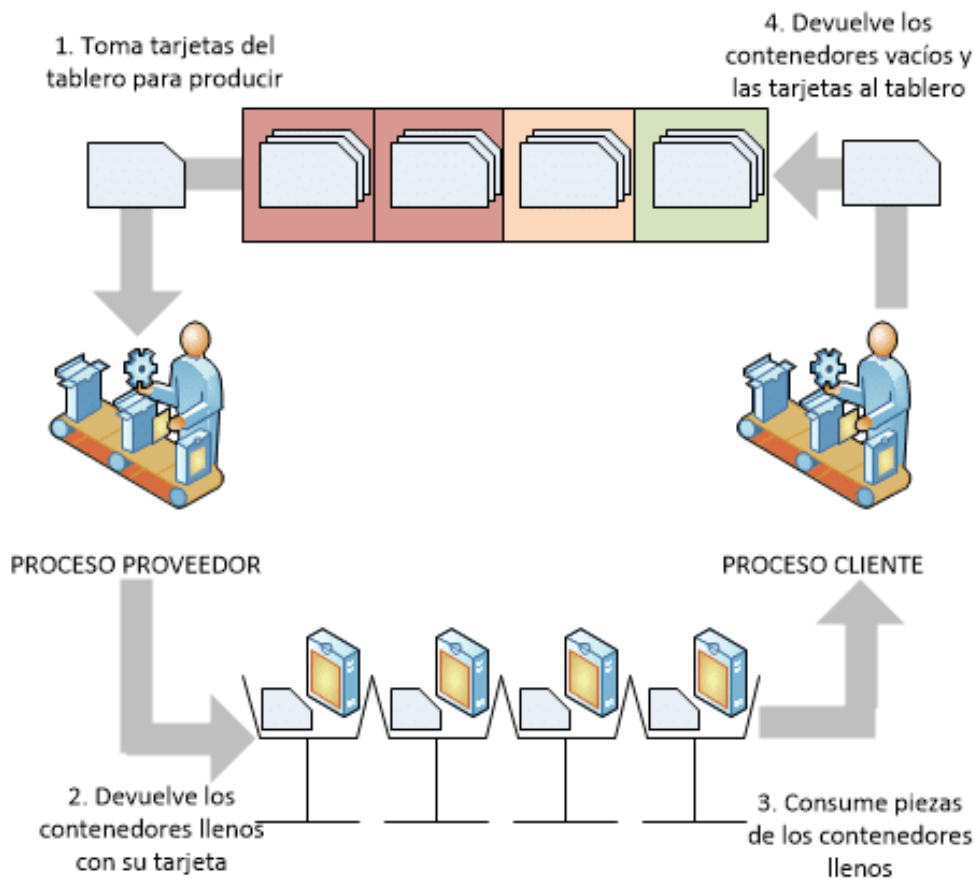 1. Toma tarjetas del
tablero para producir
4. Devuelve los
contenedores vacíos y
las tarjetas al tablero
PROCESO PROVEEDOR
PROCESO CLIENTE
2. Devuelve los
contenedores llenos
con su tarjeta
3. Consume piezas
de los contenedores
llenos